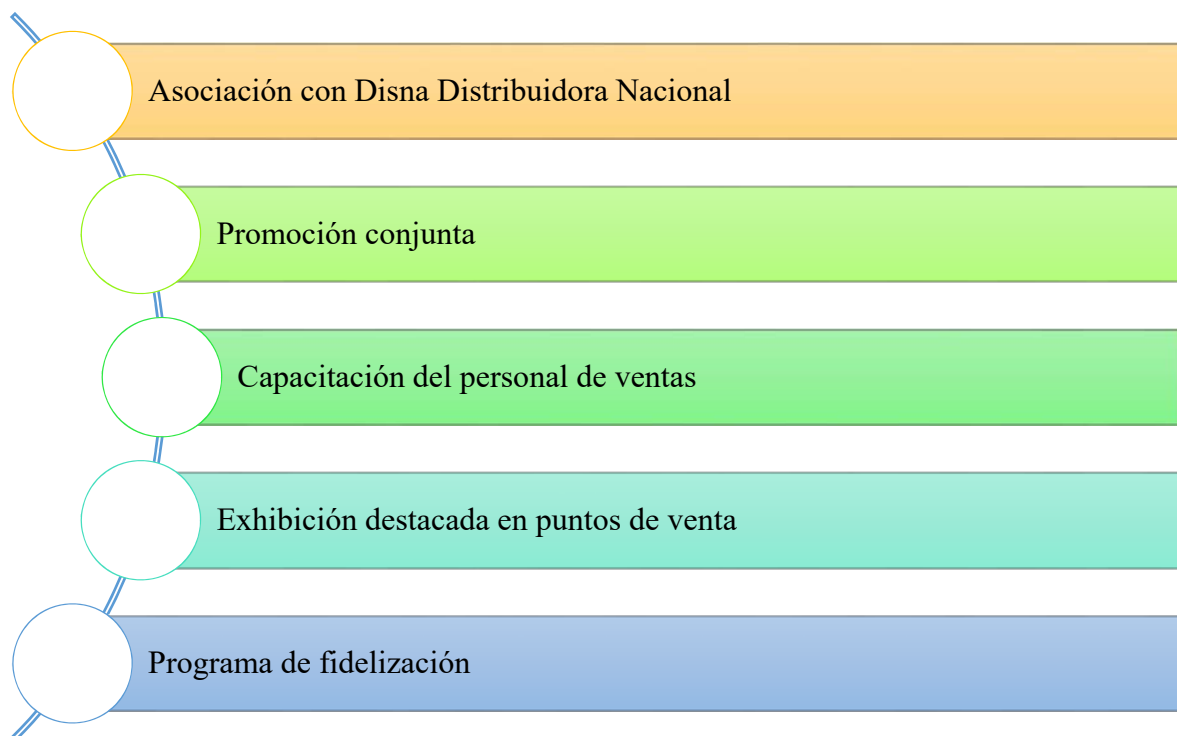 Asociación con Disna Distribuidora Nacional
Promoción conjunta
Capacitación del personal de ventas
Exhibición destacada en puntos de venta
Programa de fidelización